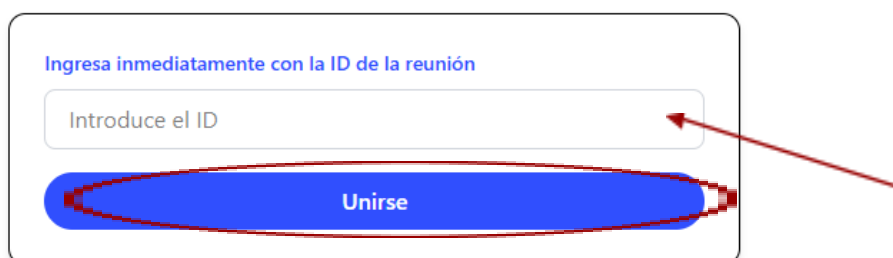 Ingresa inmediatamente con la ID de la reunión
Introduce el ID
Unirse